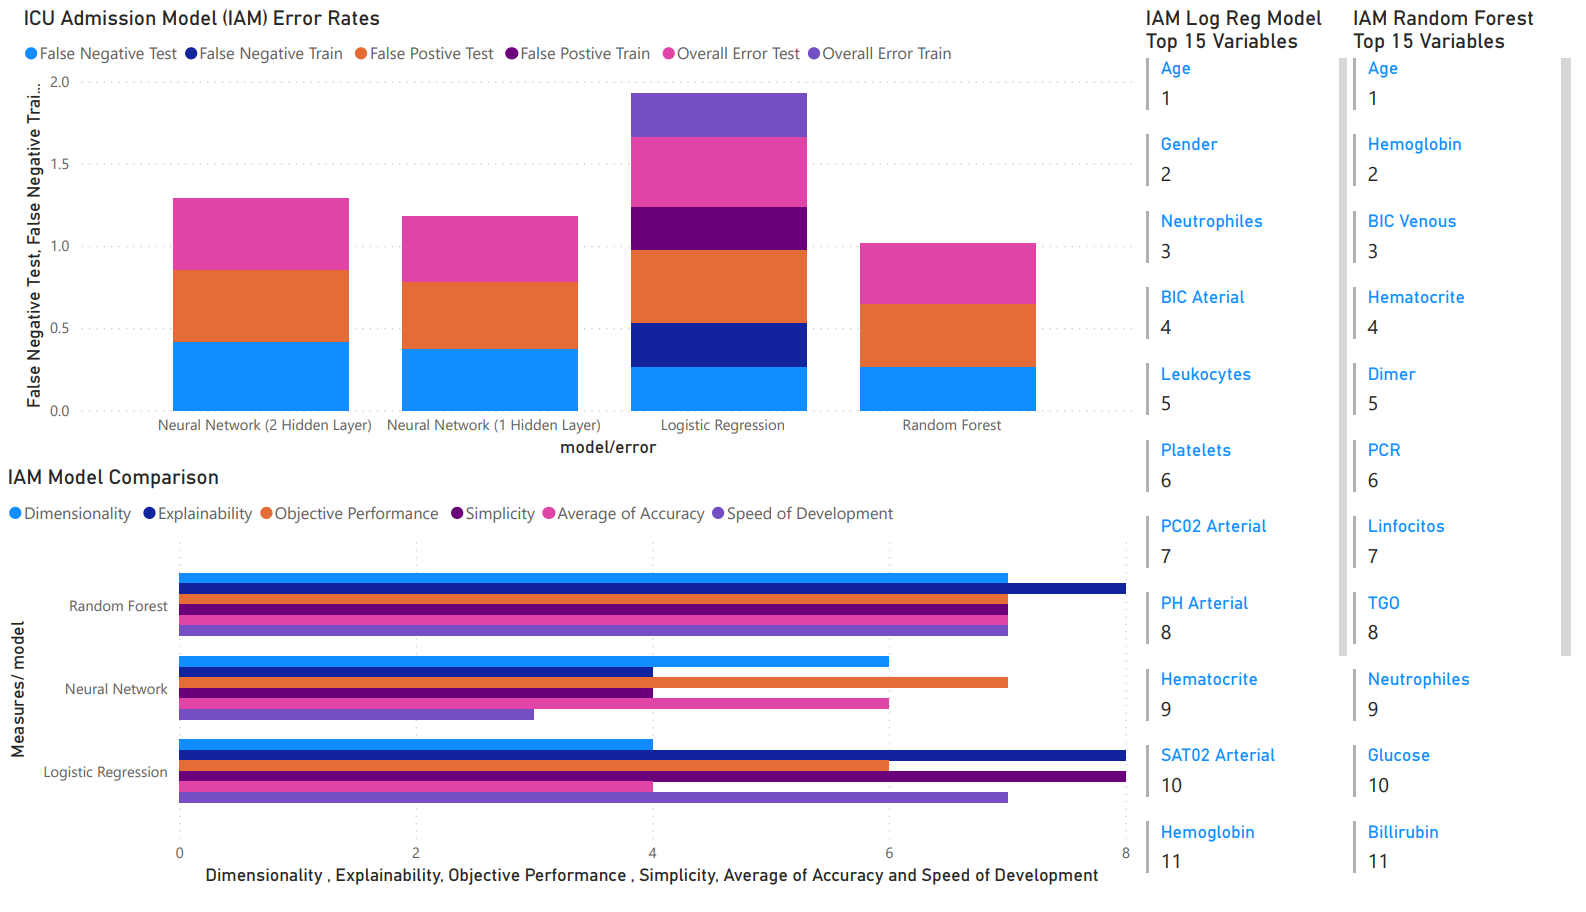 ICU Admission Model (IAM) Error Rates
False Negative Test False Negative Train False Postive Test False Postive Train Overall Error Test Overall Error Train
False Negative Test, False Negative Trai...
2.0
1.5
1.0
0.5
0.0
Neural Network (2 Hidden Layer) Neural Network (1 Hidden Layer) Logistic Regression Random Forest
model/error
IAM Model Comparison
Dimensionality Explainability Objective Performance Simplicity Average of Accuracy Speed of Development
Measures/ model
Random Forest
Neural Network
Logistic Regression
0 2 4 6 8
Dimensionality , Explainability, Objective Performance , Simplicity, Average of Accuracy and Speed of Development
IAM Log Reg Model
Top 15 Variables
Age
1
Gender
2
Neutrophiles
3
BIC Aterial
4
Leukocytes
5
Platelets
6
PC02 Arterial
7
PH Arterial
8
Hematocrite
9
SAT02 Arterial
10
Hemoglobin
11
IAM Random Forest
Top 15 Variables
Age
1
Hemoglobin
2
BIC Venous
3
Hematocrite
4
Dimer
5
PCR
6
Linfocitos
7
TGO
8
Neutrophiles
9
Glucose
10
Billirubin
11